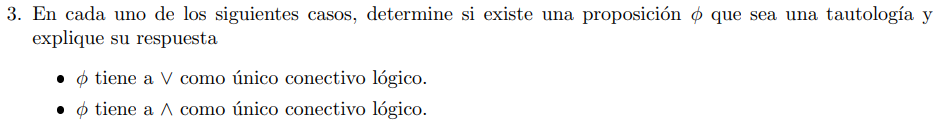 3. En cada uno de los siguientes casos, determine si existe una proposición ϕ que sea una tautología y
explique su respuesta
• ϕ tiene a ∨ como único conectivo lógico.
• ϕ tiene a ∧ como único conectivo lógico.